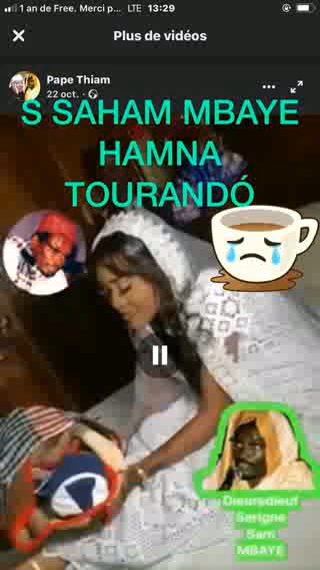 1 an de Free. Merci p... LTE 13:29
Plus de vidéos
Pape Thiam
22 oct.
S SAHAM MBAYE
HAMNA
TOURANDÓ
Dieuredieuf
Serigne
Sam
MBAYE